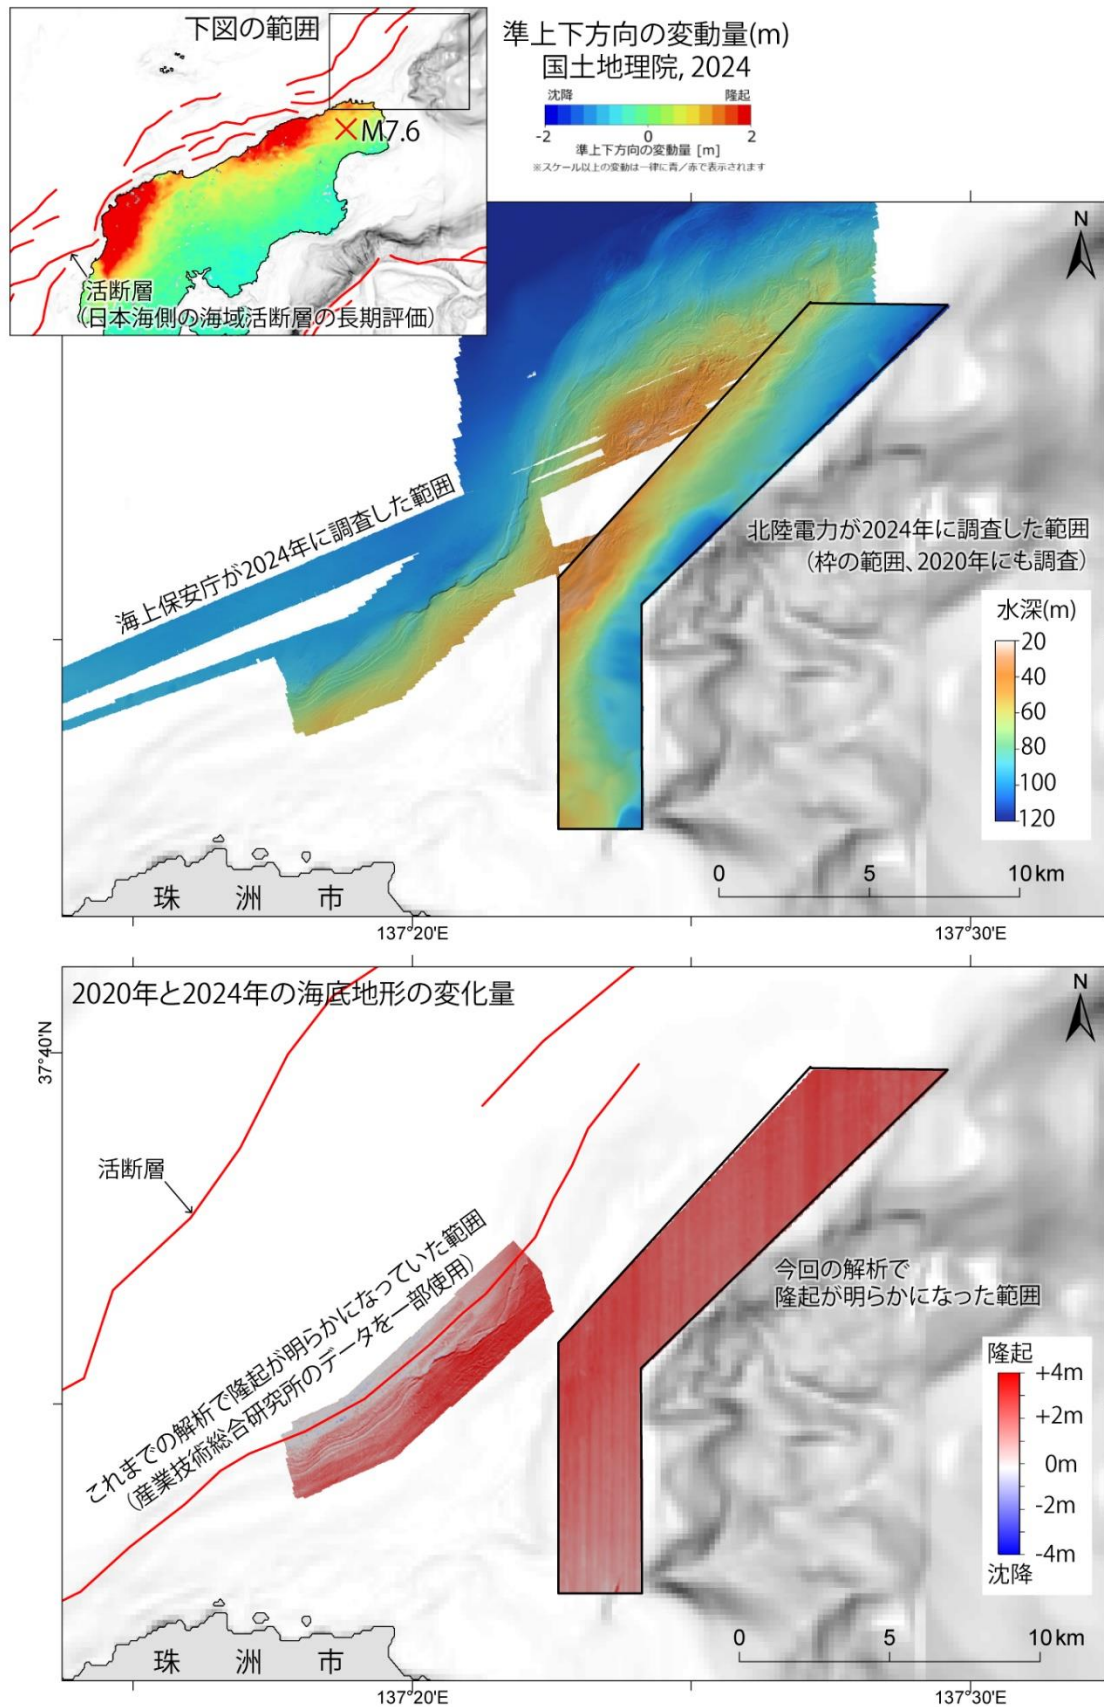 下図の範囲
M7.6
活断層
（日本海側の海域活断層の長期評価）
準上下方向の変動量(m)
国土地理院, 2024
沈降
隆起
-2
0
2
準上下方向の変動量 [m]
※スケール以上の変動は一律に青／赤で表示されます
N
海上保安庁が2024年に調査した範囲
北陸電力が2024年に調査した範囲
（枠の範囲、2020年にも調査）
水深(m)
20
40
60
80
100
120
0
5
10km
珠洲市
137°20'E
137°30'E
2020年と2024年の海底地形の変化量
N
37°40'N
活断層
これまでの解析で隆起が明らかになっていた範囲
（産業技術総合研究所のデータを一部使用）
今回の解析で
隆起が明らかになった範囲
隆起
+4m
+2m
0m
-2m
-4m
沈降
0
5
10km
珠洲市
137°20'E
137°30'E